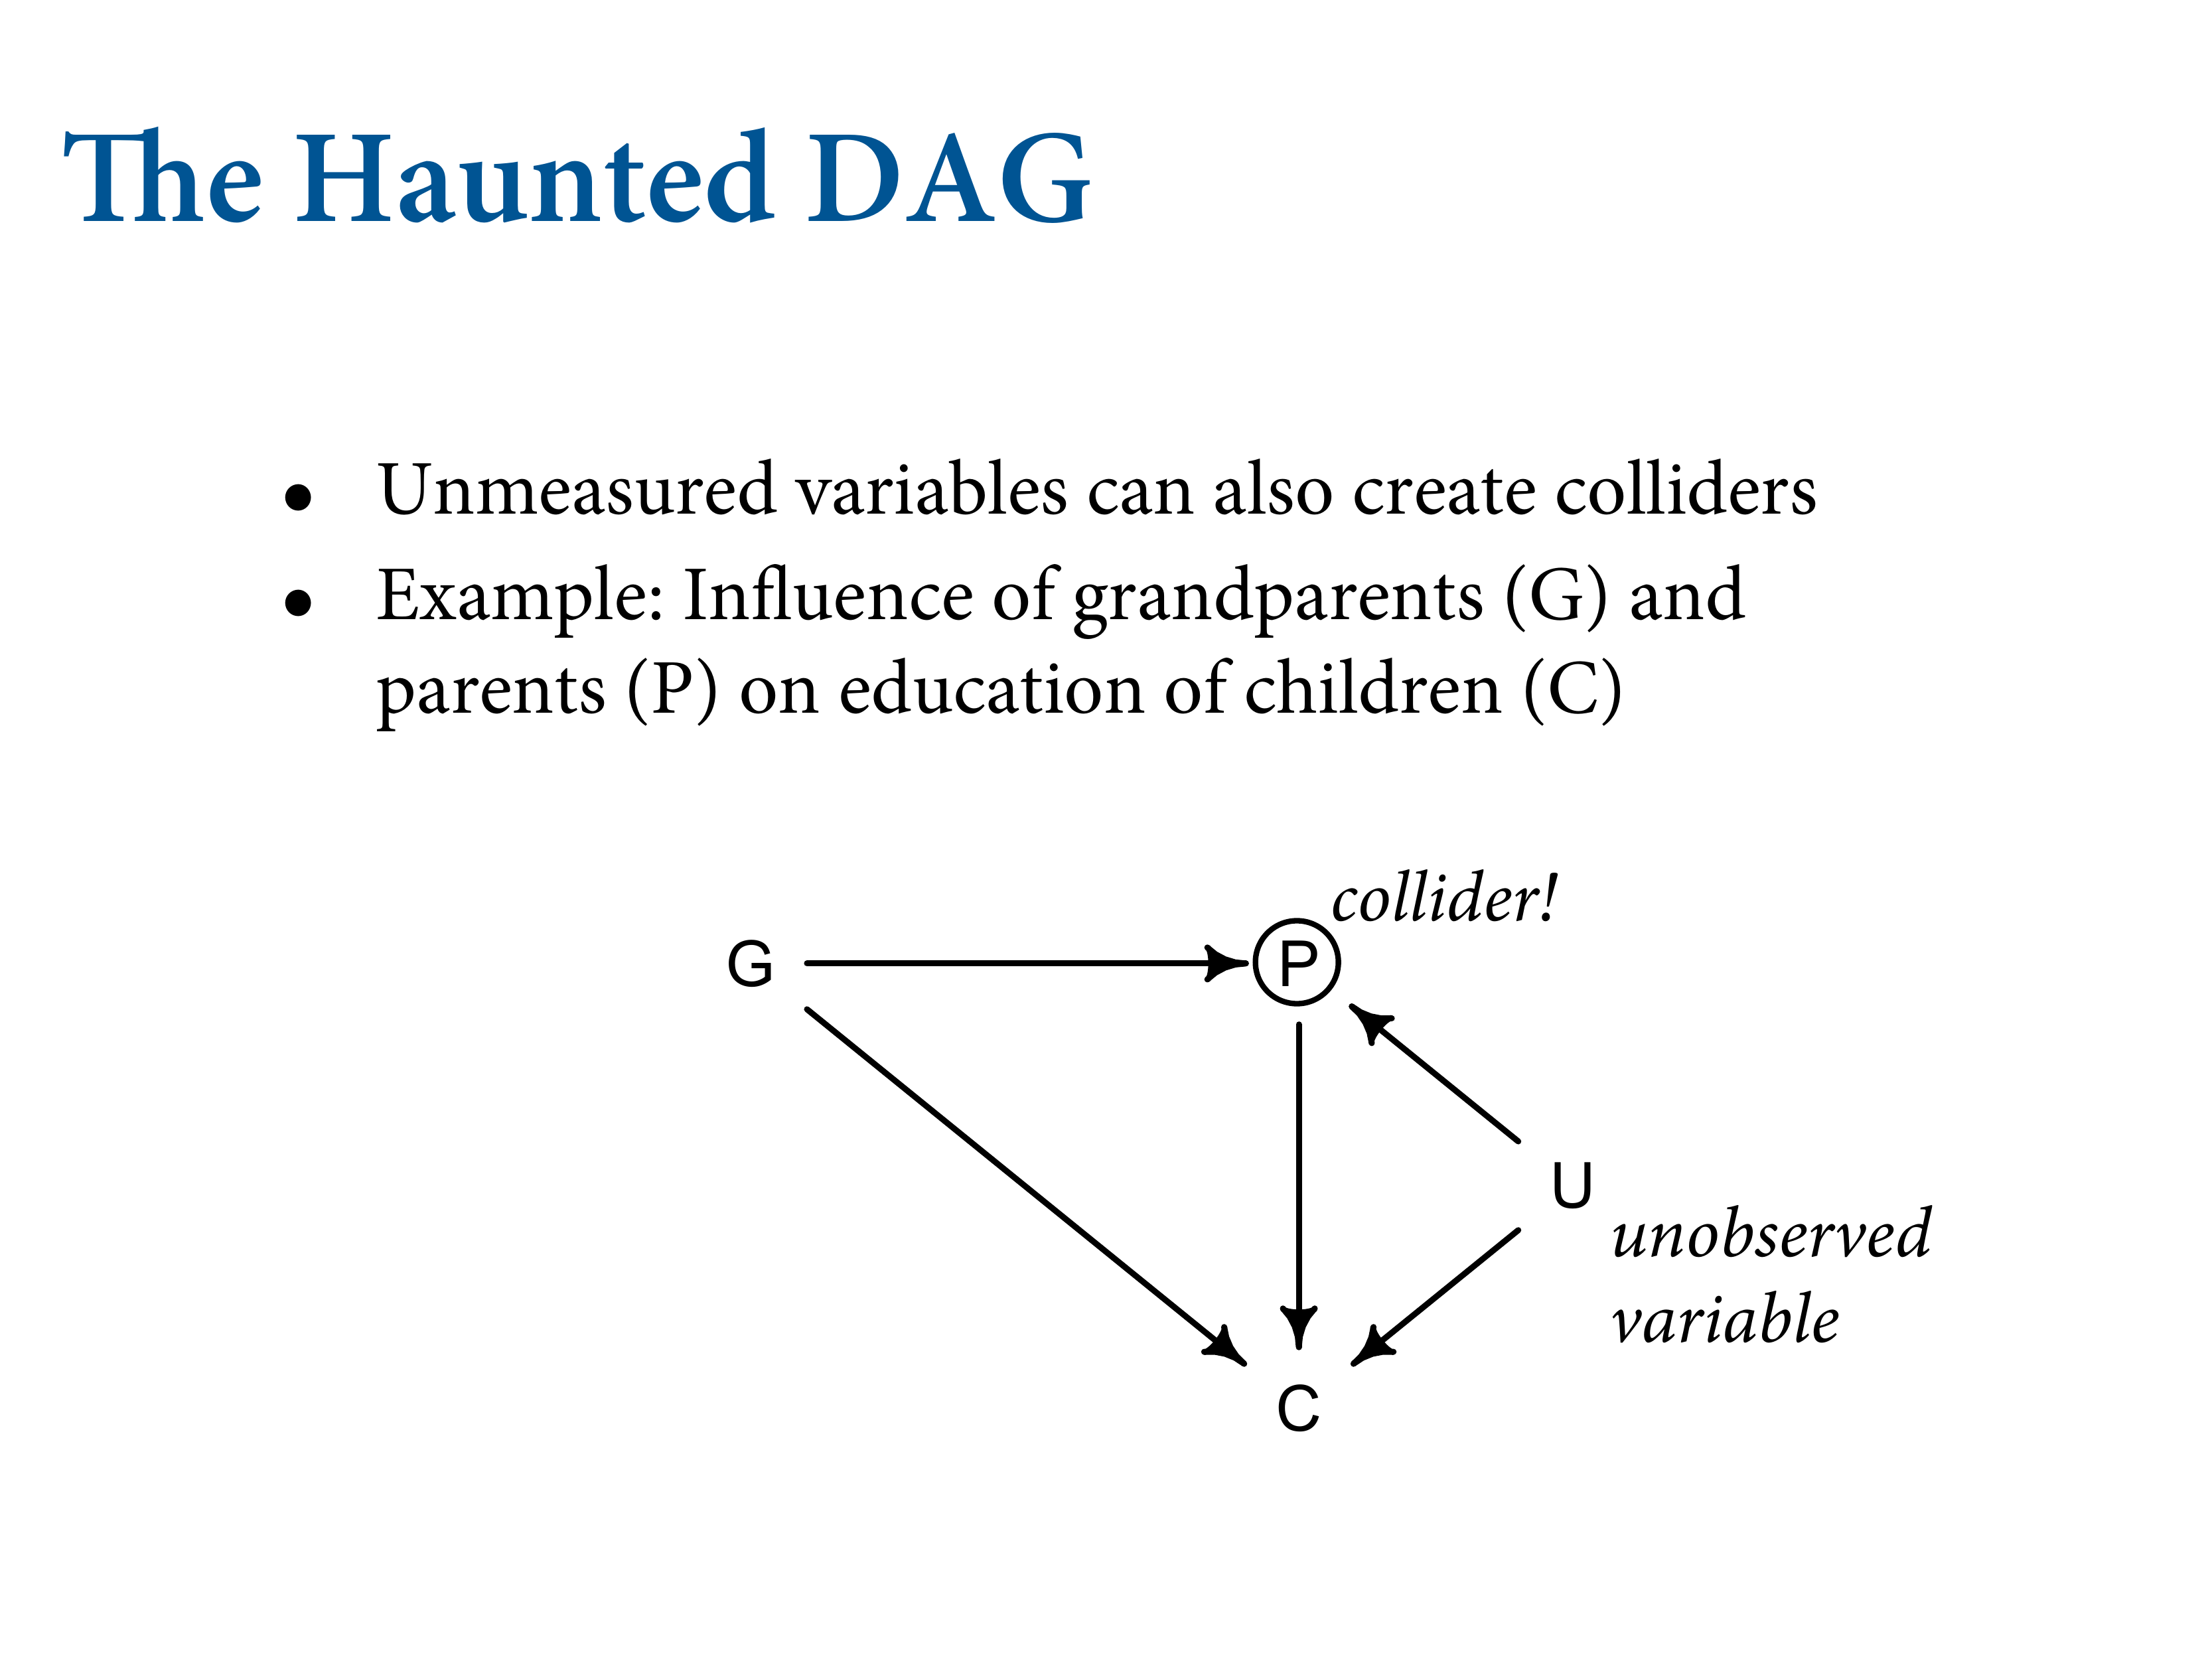 The Haunted DAG
• Unmeasured variables can also create colliders
• Example: Influence of grandparents (G) and
parents (P) on education of children (C)
collider!
G
P
U
unobserved
variable
C